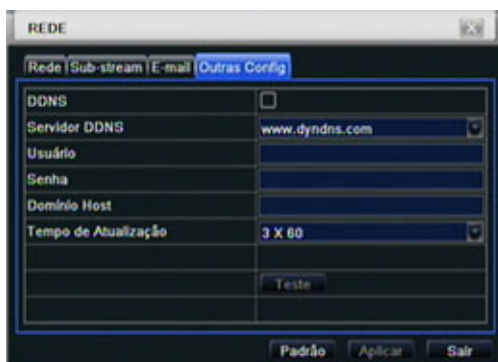 REDE
Rede Sub-stream E-mail Outras Config
DDNS
Servidor DDNS www.dyndns.com
Usuário
Senha
Domínio Host
Tempo de Atualização 3 X 60
Teste
Padrão Aplicar Sair